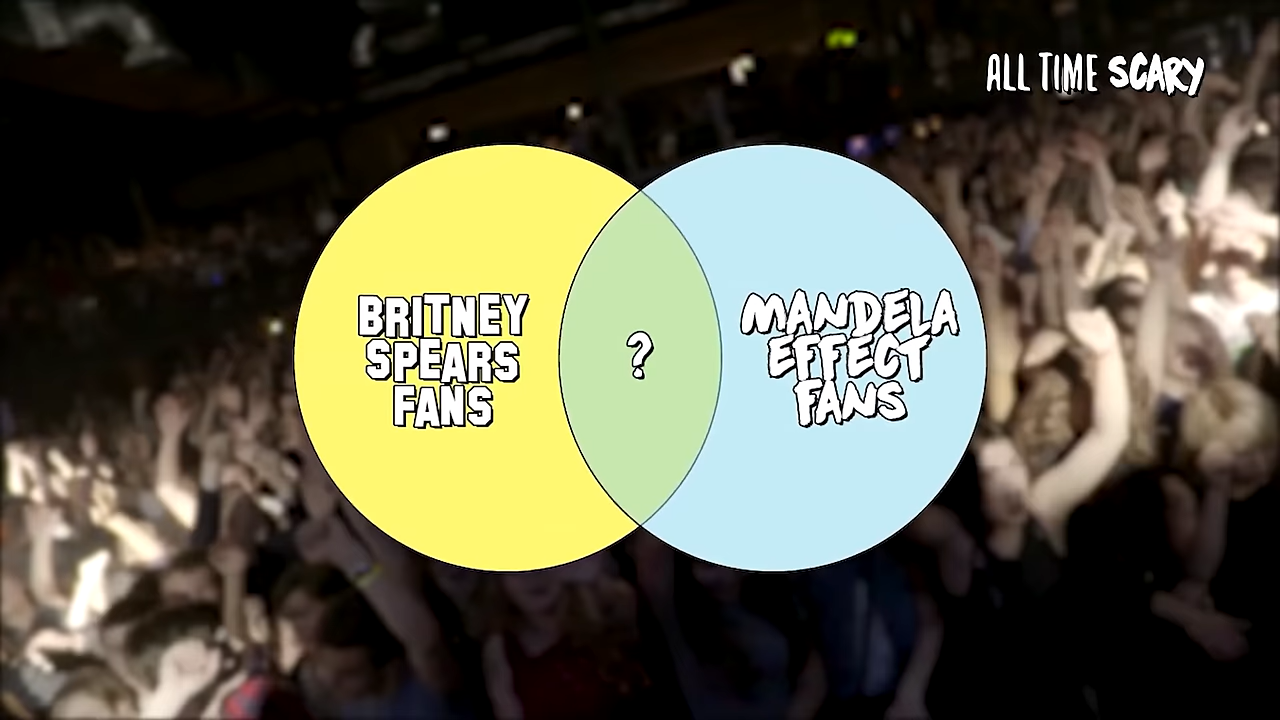 ALL TIME SCARY
BRITNEY
SPEARS
FANS
?
MANDELA
EFFECT
FANS